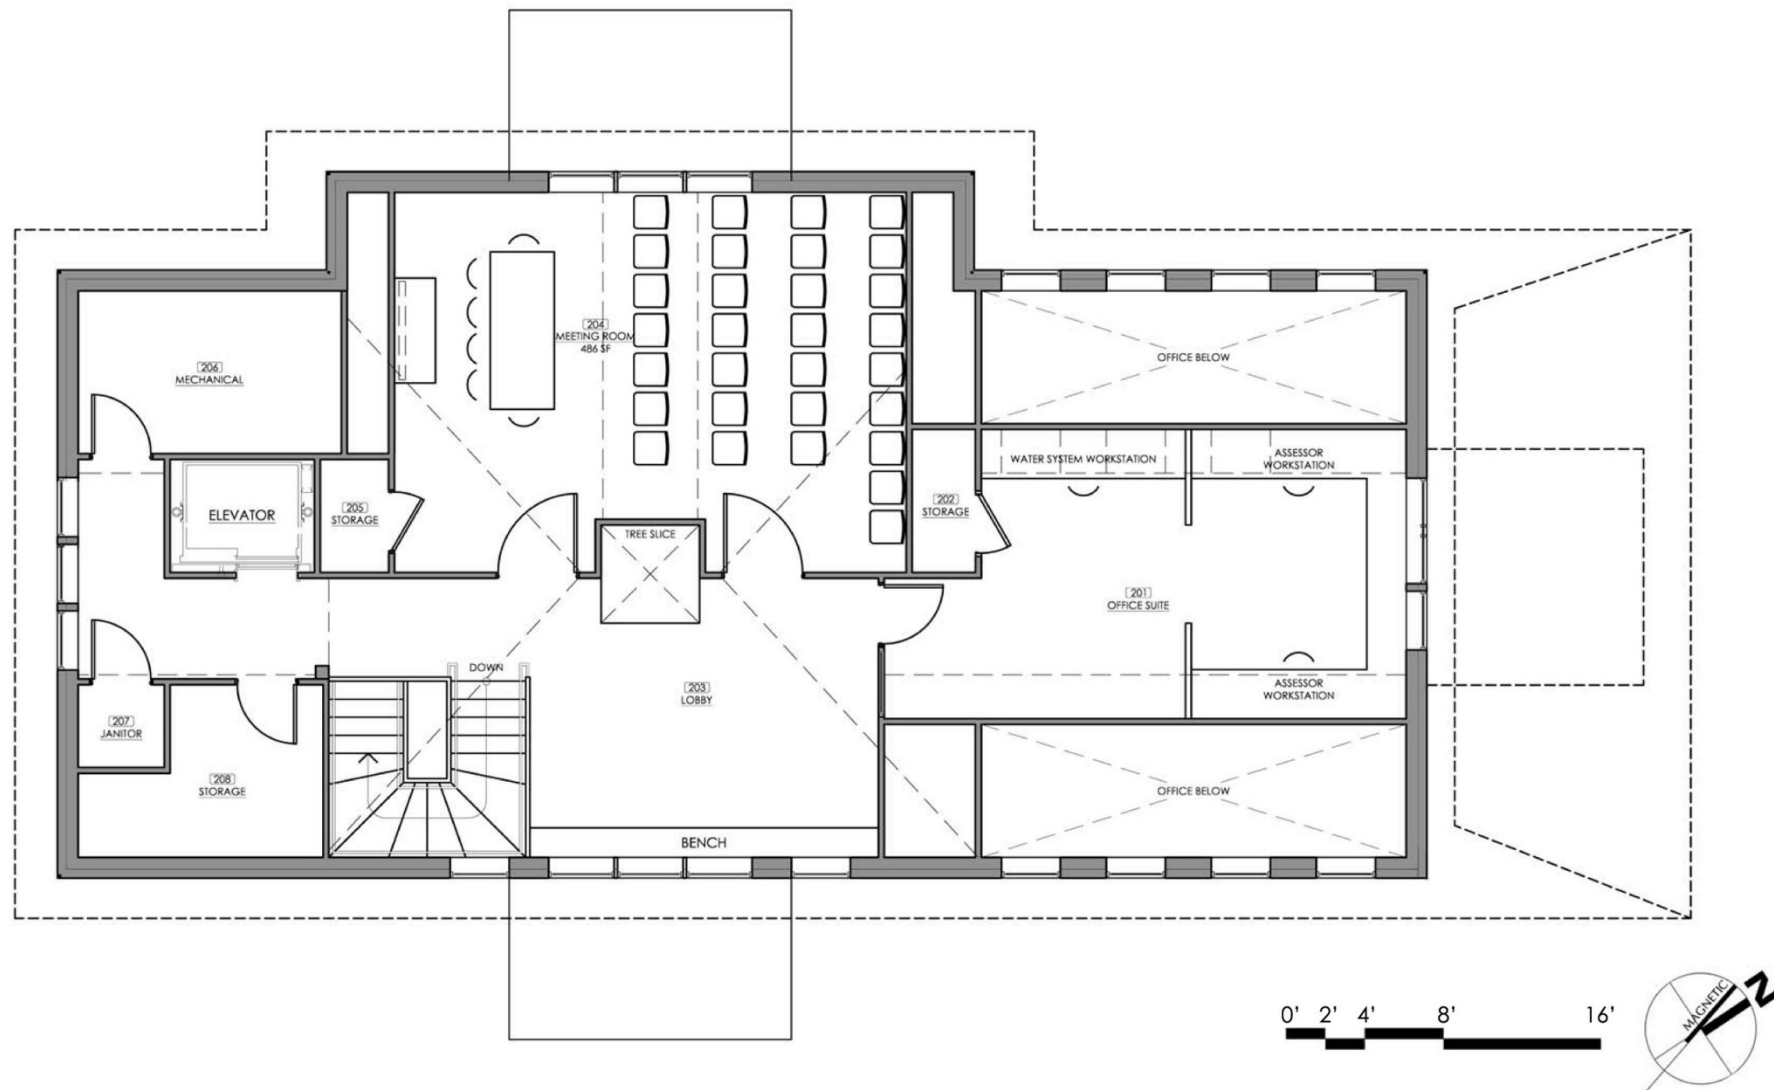 204
MEETING ROOM
486 SF
206
MECHANICAL
OFFICE BELOW
WATER SYSTEM WORKSTATION
ASSESSOR
WORKSTATION
ELEVATOR
205
STORAGE
202
STORAGE
TREE SLICE
201
OFFICE SUITE
DOWN
203
LOBBY
ASSESSOR
WORKSTATION
207
JANITOR
208
STORAGE
OFFICE BELOW
BENCH
0' 2' 4' 8' 16'
MAGNETIC
N